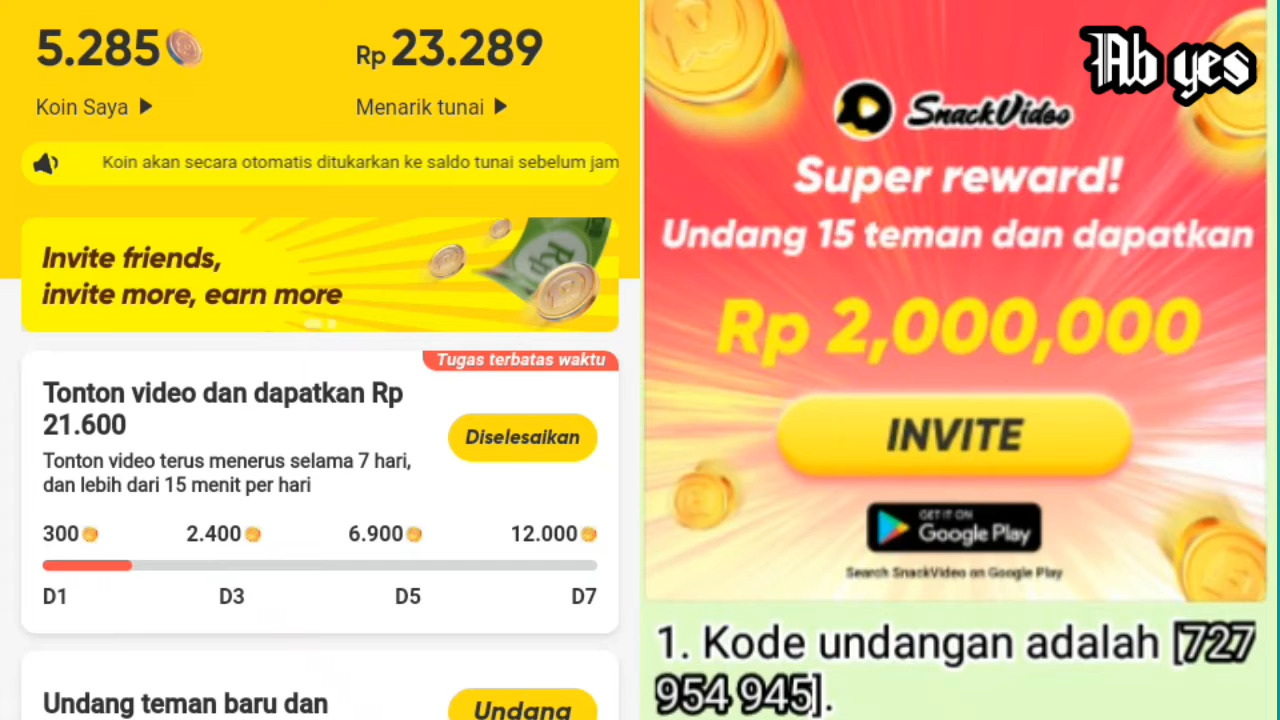 5.285
Rp 23.289
Koin Saya
Menarik tunai
Koin akan secara otomatis ditukarkan ke saldo tunai sebelum jam
Invite friends,
invite more, earn more
Tugas terbatas waktu
Tonton video dan dapatkan Rp
21.600
Diselesaikan
Tonton video terus menerus selama 7 hari,
dan lebih dari 15 menit per hari
300 2.400 6.900 12.000
D1 D3 D5 D7
Undang teman baru dan
Undang
Ab yes
SnackVideo
Super reward!
Undang 15 teman dan dapatkan
Rp 2,000,000
INVITE
GET IT ON
Google Play
Search SnackVideo on Google Play
1. Kode undangan adalah [727
954 945].